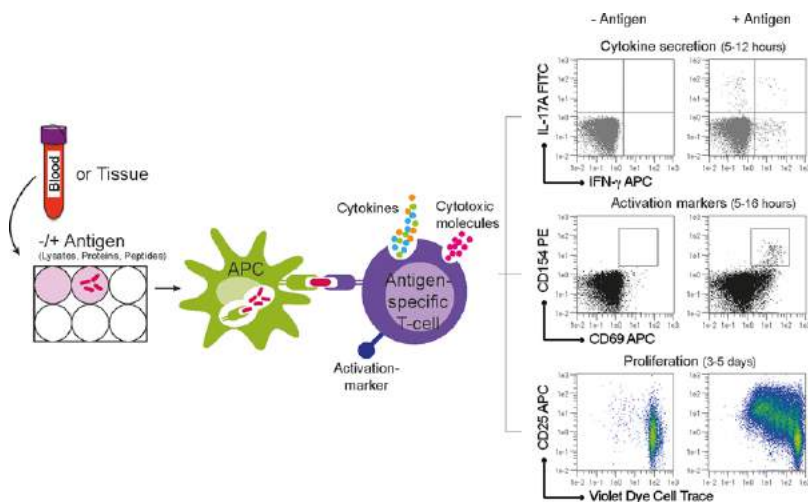 - Antigen
+ Antigen
Cytokine secretion (5-12 hours)
IL-17A FITC
IFN-γ APC
Blood
or Tissue
-/+ Antigen
(Lysates, Proteins, Peptides)
APC
Cytokines
Cytotoxic
molecules
Antigen-
specific
T-cell
Activation-
marker
Activation markers (5-16 hours)
CD154 PE
CD69 APC
Proliferation (3-5 days)
CD25 APC
Violet Dye Cell Trace